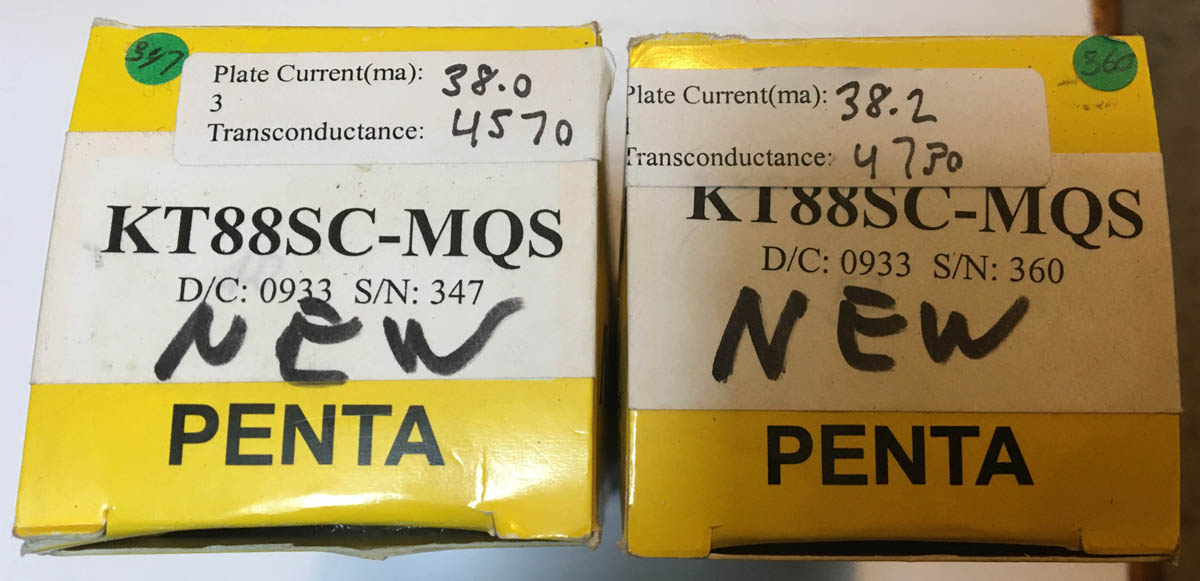 347
Plate Current(ma): 38.0
3
Transconductance: 4570
KT88SC-MQS
D/C: 0933 S/N: 347
NEW
PENTA
360
Plate Current(ma): 38.2
Transconductance:
KT88SC-MQS
D/C: 0933 S/N: 360
NEW
PENTA